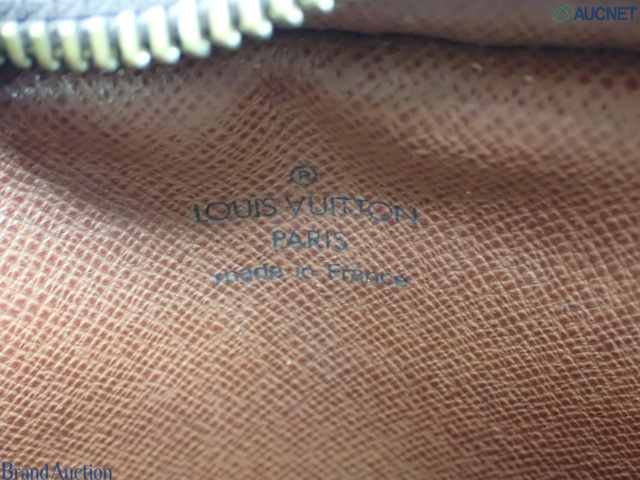 AUCNET
®
LOUIS VUITTON
PARIS
made in France
Brand Auction